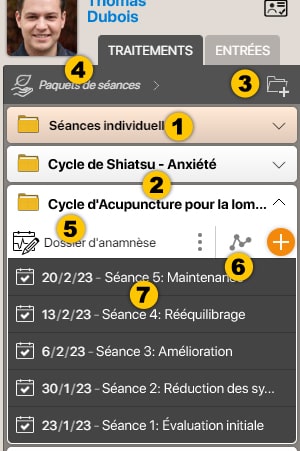 Thomas
Dubois
TRAITEMENTS
ENTRÉES
4
Paquets de séances
3
Séances individuell
1
Cycle de Shiatsu - Anxiété
2
Cycle d'Acupuncture pour la lom...
5
Dossier d'anamnèse
6
20/2/23 - Séance 5: Maintenance
7
13/2/23 - Séance 4: Rééquilibrage
6/2/23 - Séance 3: Amélioration
30/1/23 - Séance 2: Réduction des sy...
23/1/23 - Séance 1: Évaluation initiale